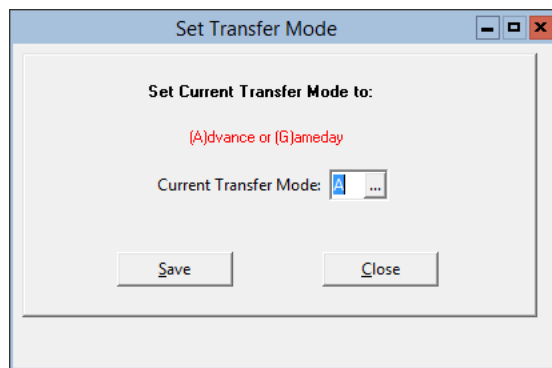 Set Transfer Mode
Set Current Transfer Mode to:
(A)dvance or (G)ameday
Current Transfer Mode: A ...
Save Close